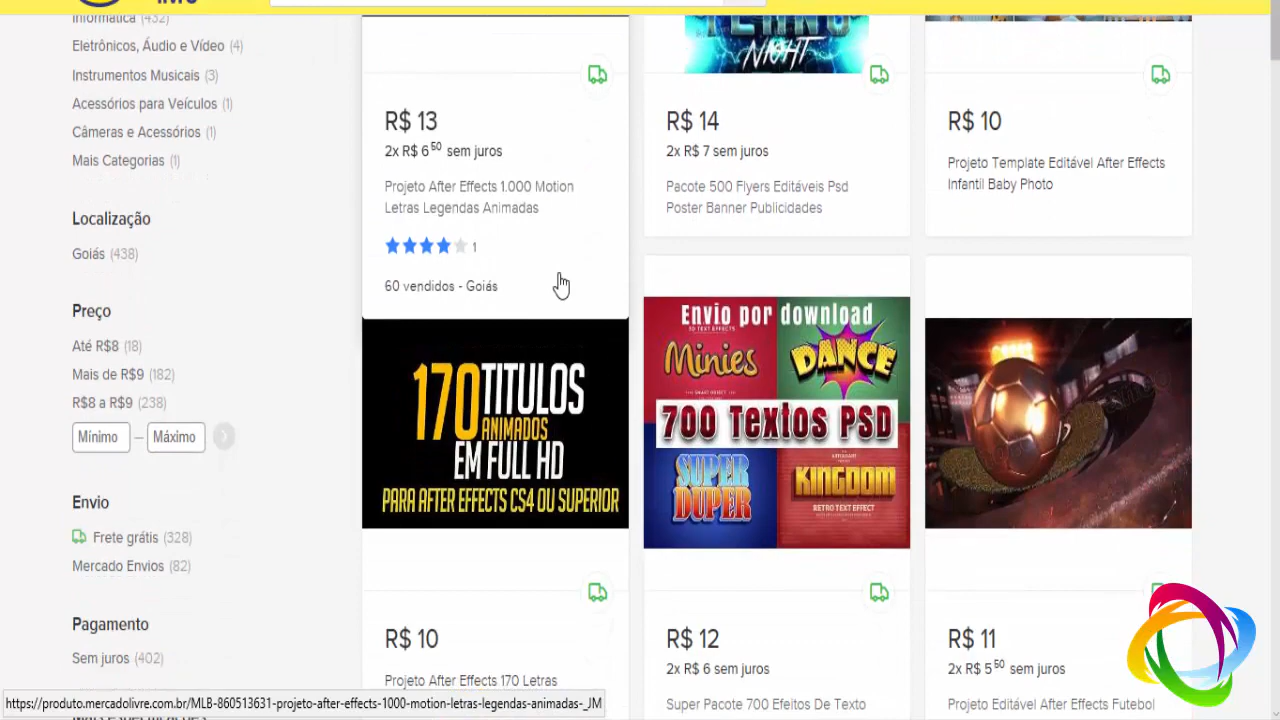 Informática (432)
Eletrônicos, Áudio e Vídeo (4)
Instrumentos Musicais (3)
Acessórios para Veículos (1)
Câmeras e Acessórios (1)
Mais Categorias (1)
Localização
Goiás (438)
Preço
Até R$8 (18)
Mais de R$9 (182)
R$8 a R$9 (238)
Mínimo – Máximo
Envio
Frete grátis (328)
Mercado Envios (82)
Pagamento
Sem juros (402)
R$ 13
2x R$ 6 50 sem juros
Projeto After Effects 1.000 Motion
Letras Legendas Animadas
1
60 vendidos - Goiás
NIGHT
R$ 14
2x R$ 7 sem juros
Pacote 500 Flyers Editáveis Psd
Poster Banner Publicidades
R$ 10
Projeto Template Editável After Effects
Infantil Baby Photo
170 TITULOS
ANIMADOS
EM FULL HD
PARA AFTER EFFECTS CS4 OU SUPERIOR
R$ 10
Projeto After Effects 170 Letras
Envio por download
3D TEXT EFFECTS
Minies
DANCE
700 Textos PSD
SUPER
DUPER
KINGDOM
RETRO TEXT EFFECT
R$ 12
2x R$ 6 sem juros
Super Pacote 700 Efeitos De Texto
R$ 11
2x R$ 5 50 sem juros
Projeto Editável After Effects Futebol
https://produto.mercadolivre.com.br/MLB-860513631-projeto-after-effects-1000-motion-letras-legendas-animadas-_JM